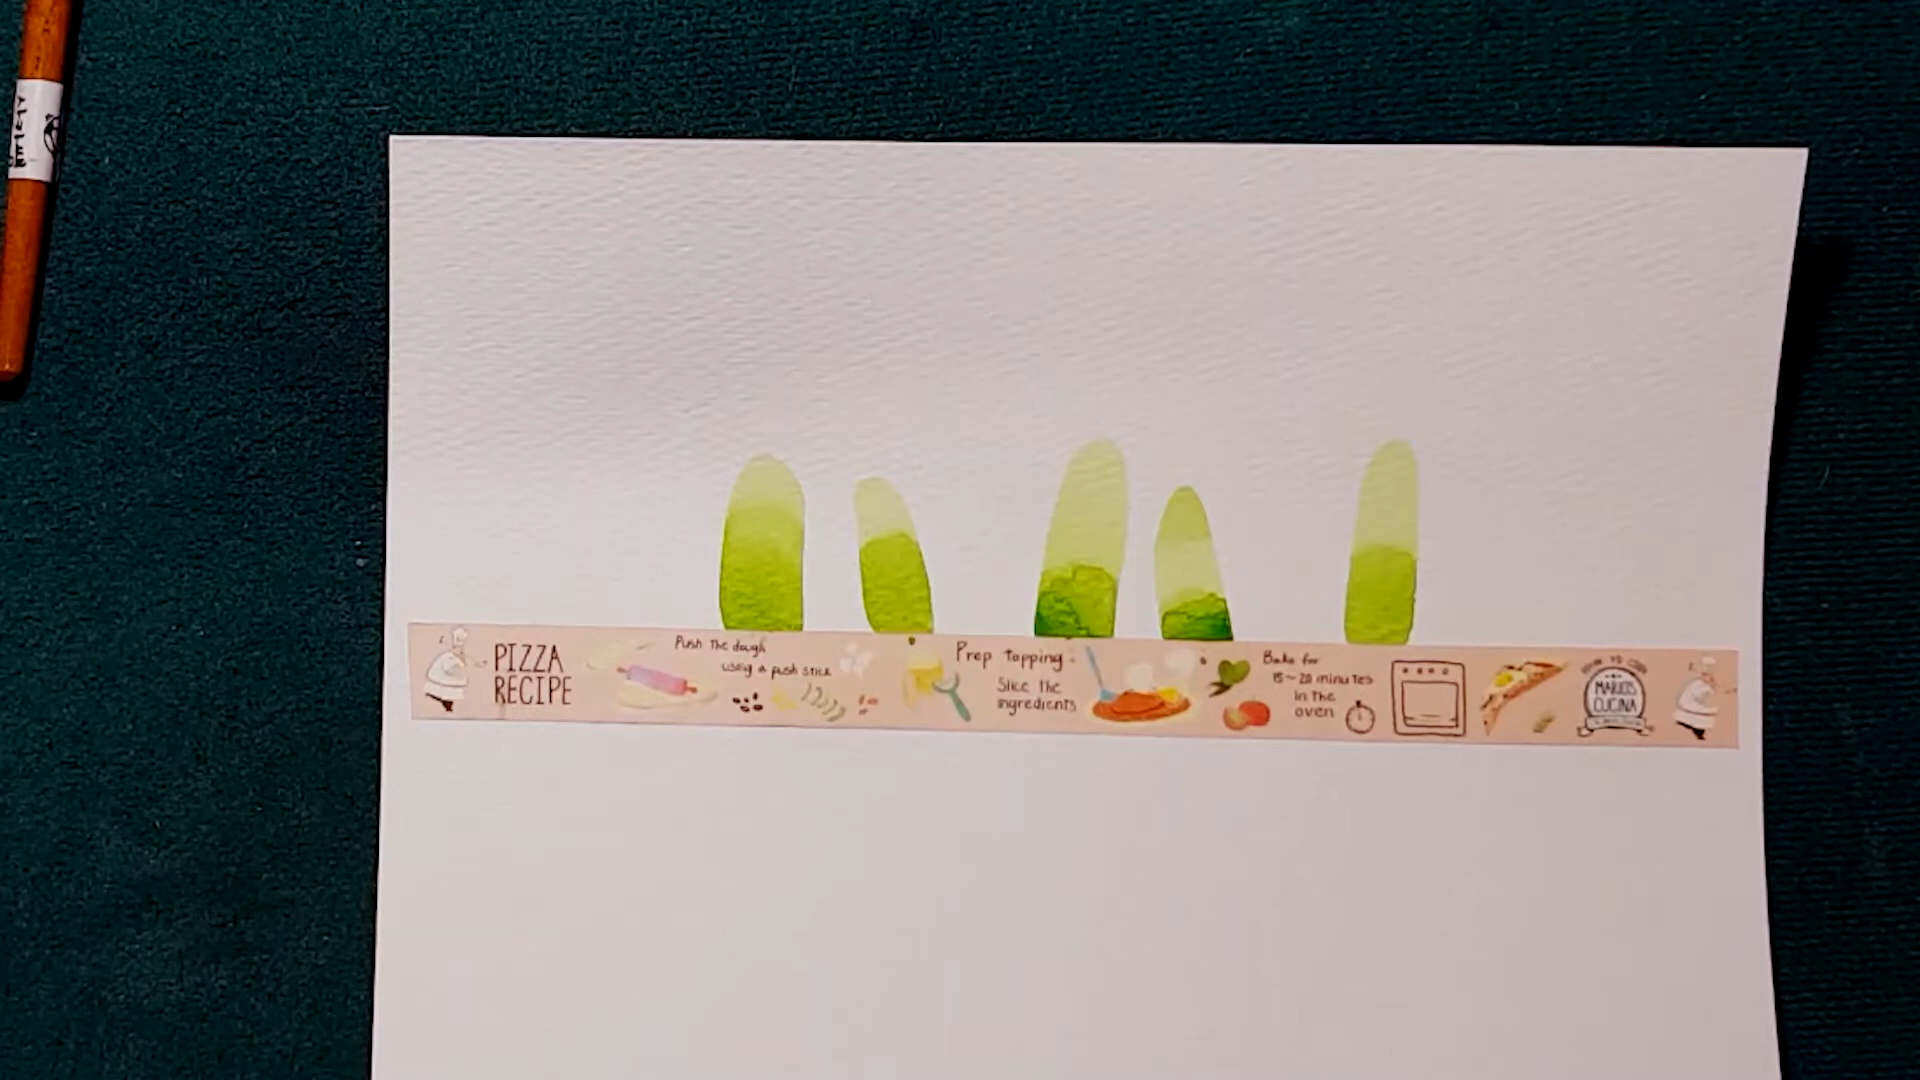 PIZZA
RECIPE
Push The dough
using a push stick
Prep topping.
Slice The
ingredients
Bake for
15~20 minutes
in the
oven
MARIO'S
CUCINA